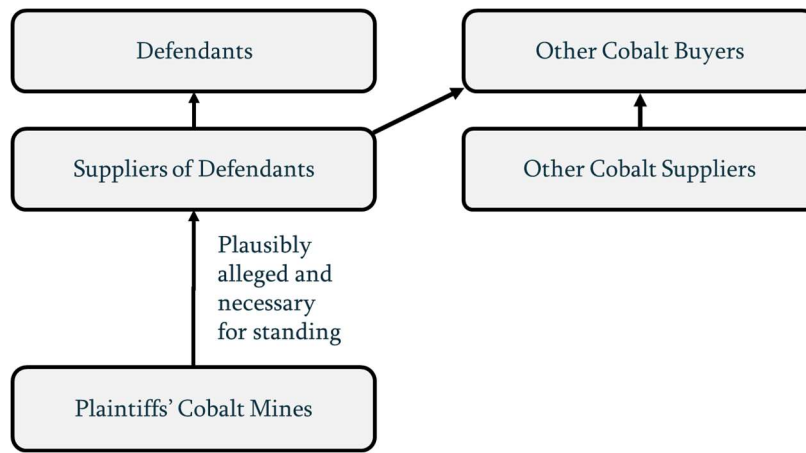 Defendants
Other Cobalt Buyers
Suppliers of Defendants
Other Cobalt Suppliers
Plausibly
alleged and
necessary
for standing
Plaintiffs’ Cobalt Mines